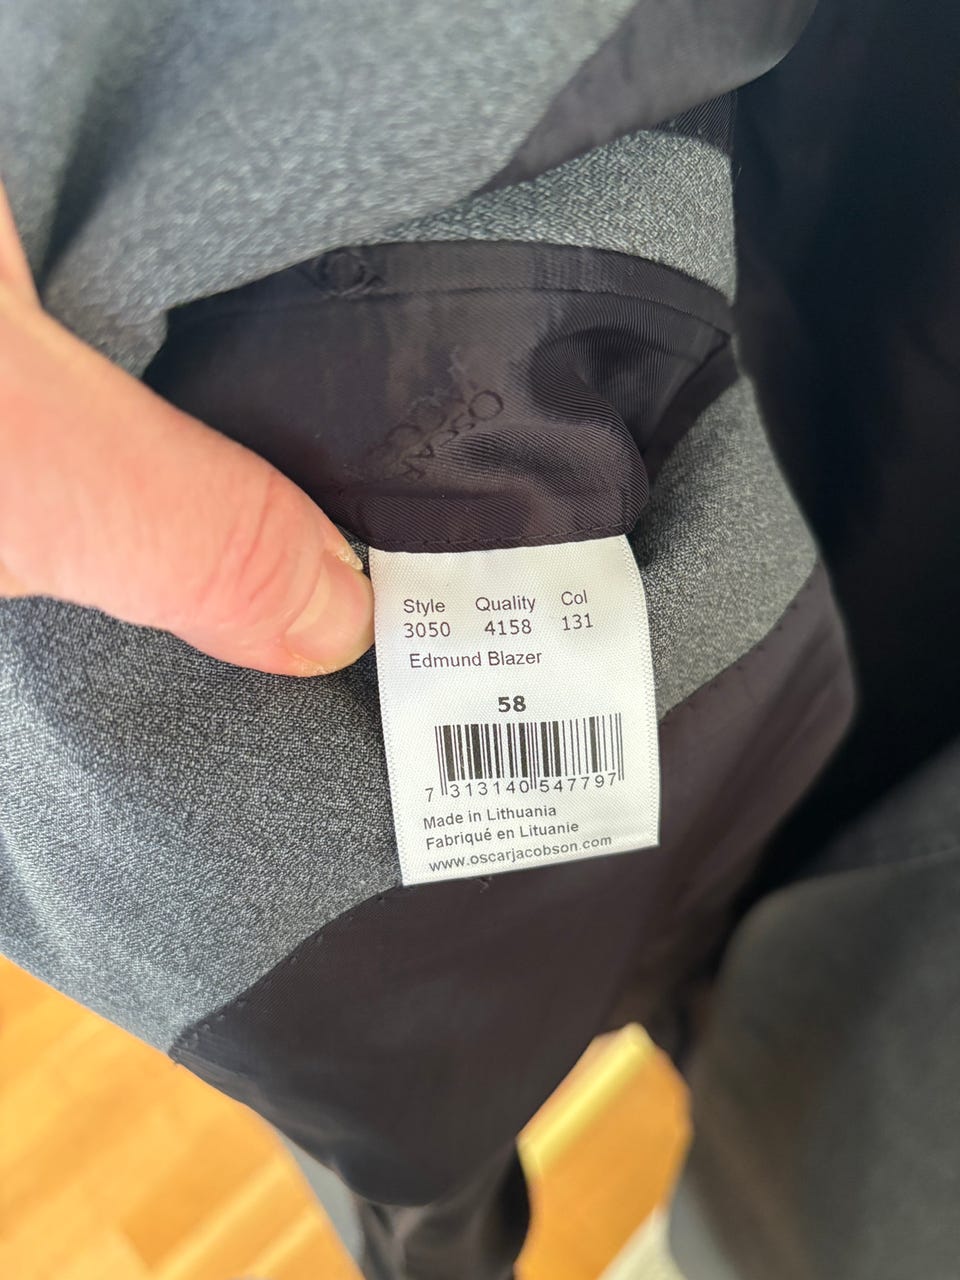 OSCAR
Style Quality Col
3050 4158 131
Edmund Blazer
58
7 313140 547797
Made in Lithuania
Fabriqué en Lituanie
www.oscarjacobson.com